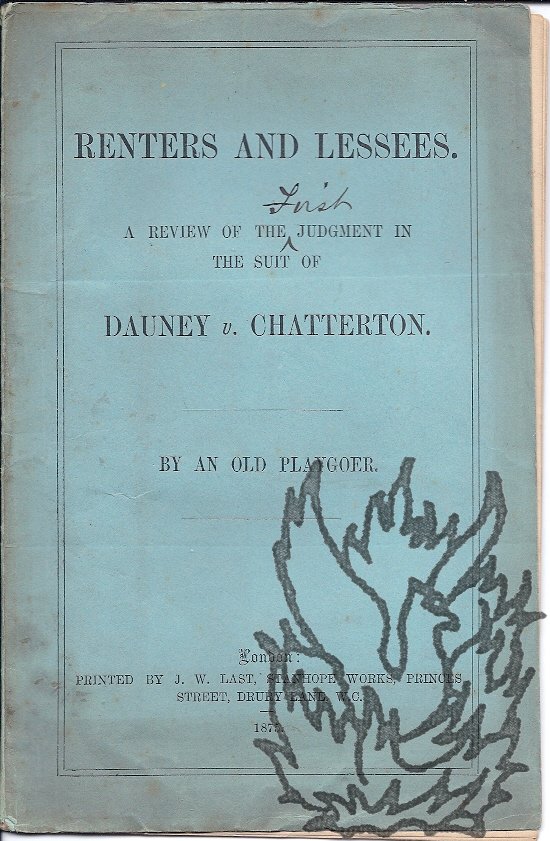 RENTERS AND LESSEES.
First
A REVIEW OF THE JUDGMENT IN
THE SUIT OF
DAUNEY v. CHATTERTON.
BY AN OLD PLAYGOER.
London:
PRINTED BY J. W. LAST, STANHOPE WORKS, PRINCES
STREET, DRURY LANE, W.C.